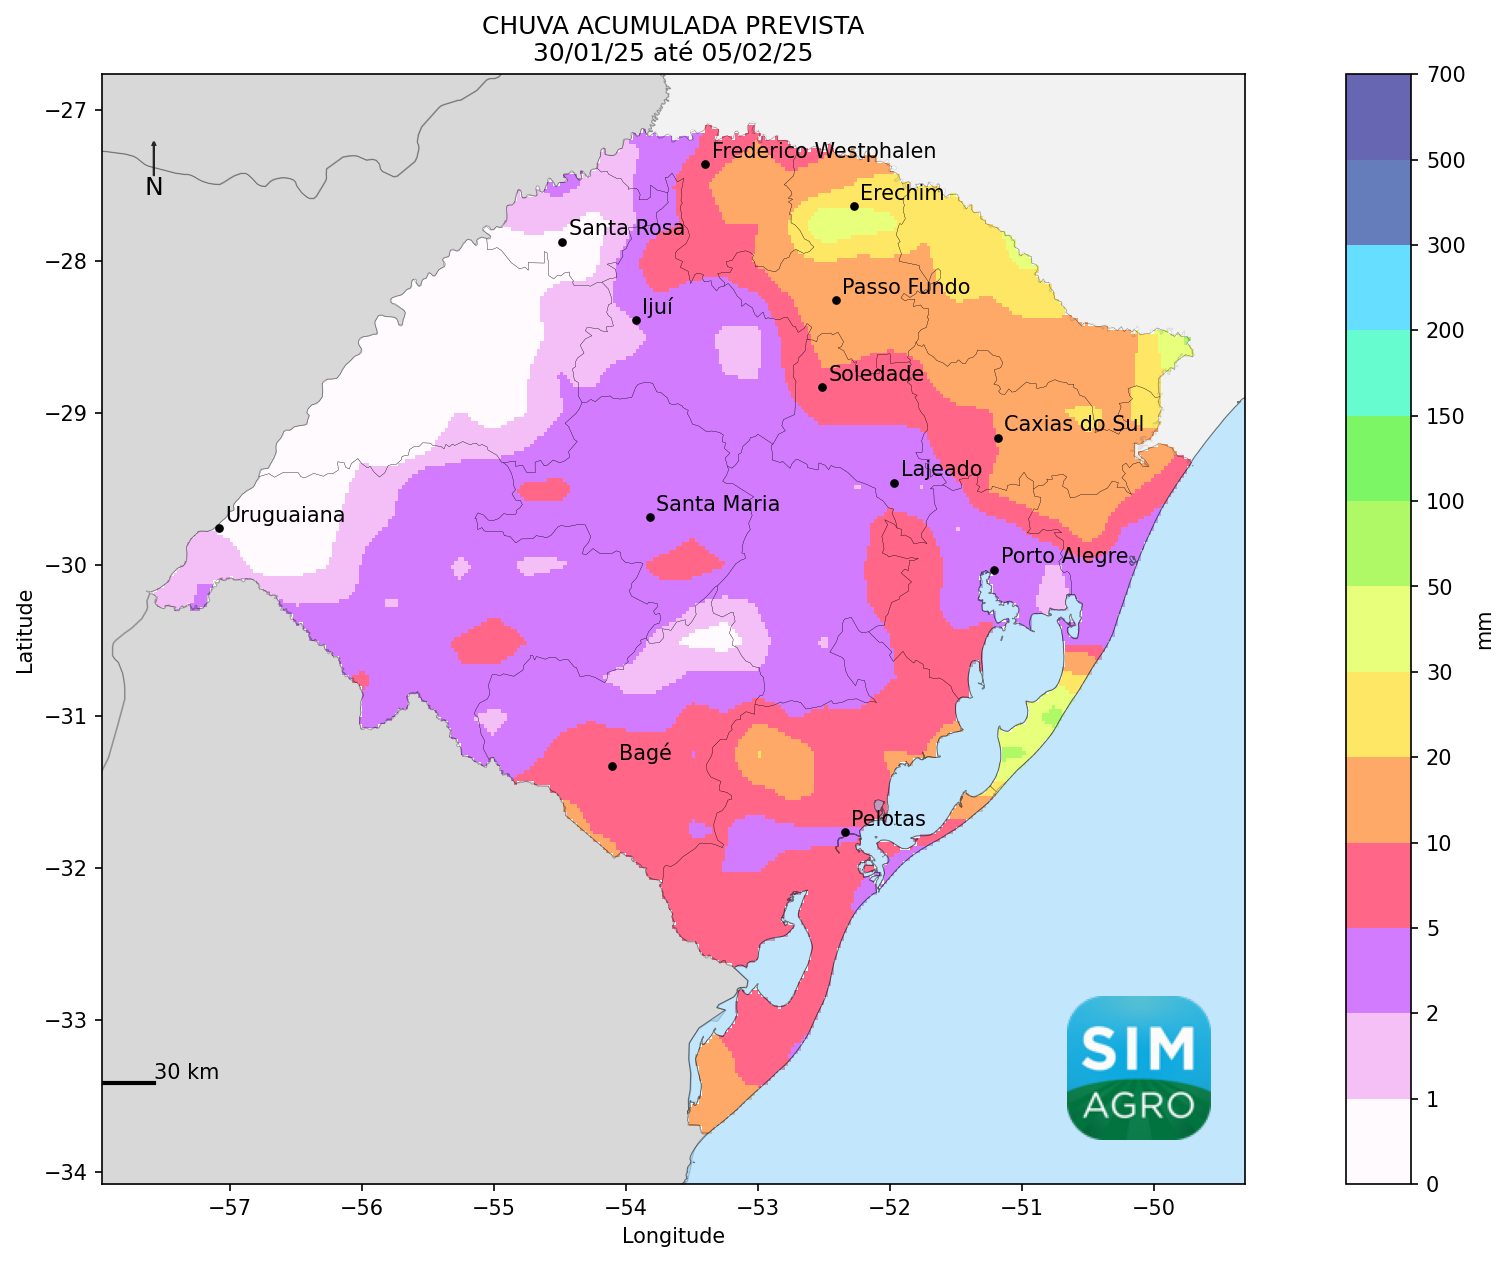 CHUVA ACUMULADA PREVISTA
30/01/25 até 05/02/25
−27
−28
−29
−30
−31
−32
−33
−34
Latitude
N
Frederico Westphalen
Erechim
Santa Rosa
Passo Fundo
Ijuí
Soledade
Caxias do Sul
Lajeado
Santa Maria
Uruguaiana
Porto Alegre
Bagé
Pelotas
30 km
SIM
AGRO
−57
−56
−55
−54
−53
−52
−51
−50
Longitude
700
500
300
200
150
100
50
30
20
10
5
2
1
0
mm